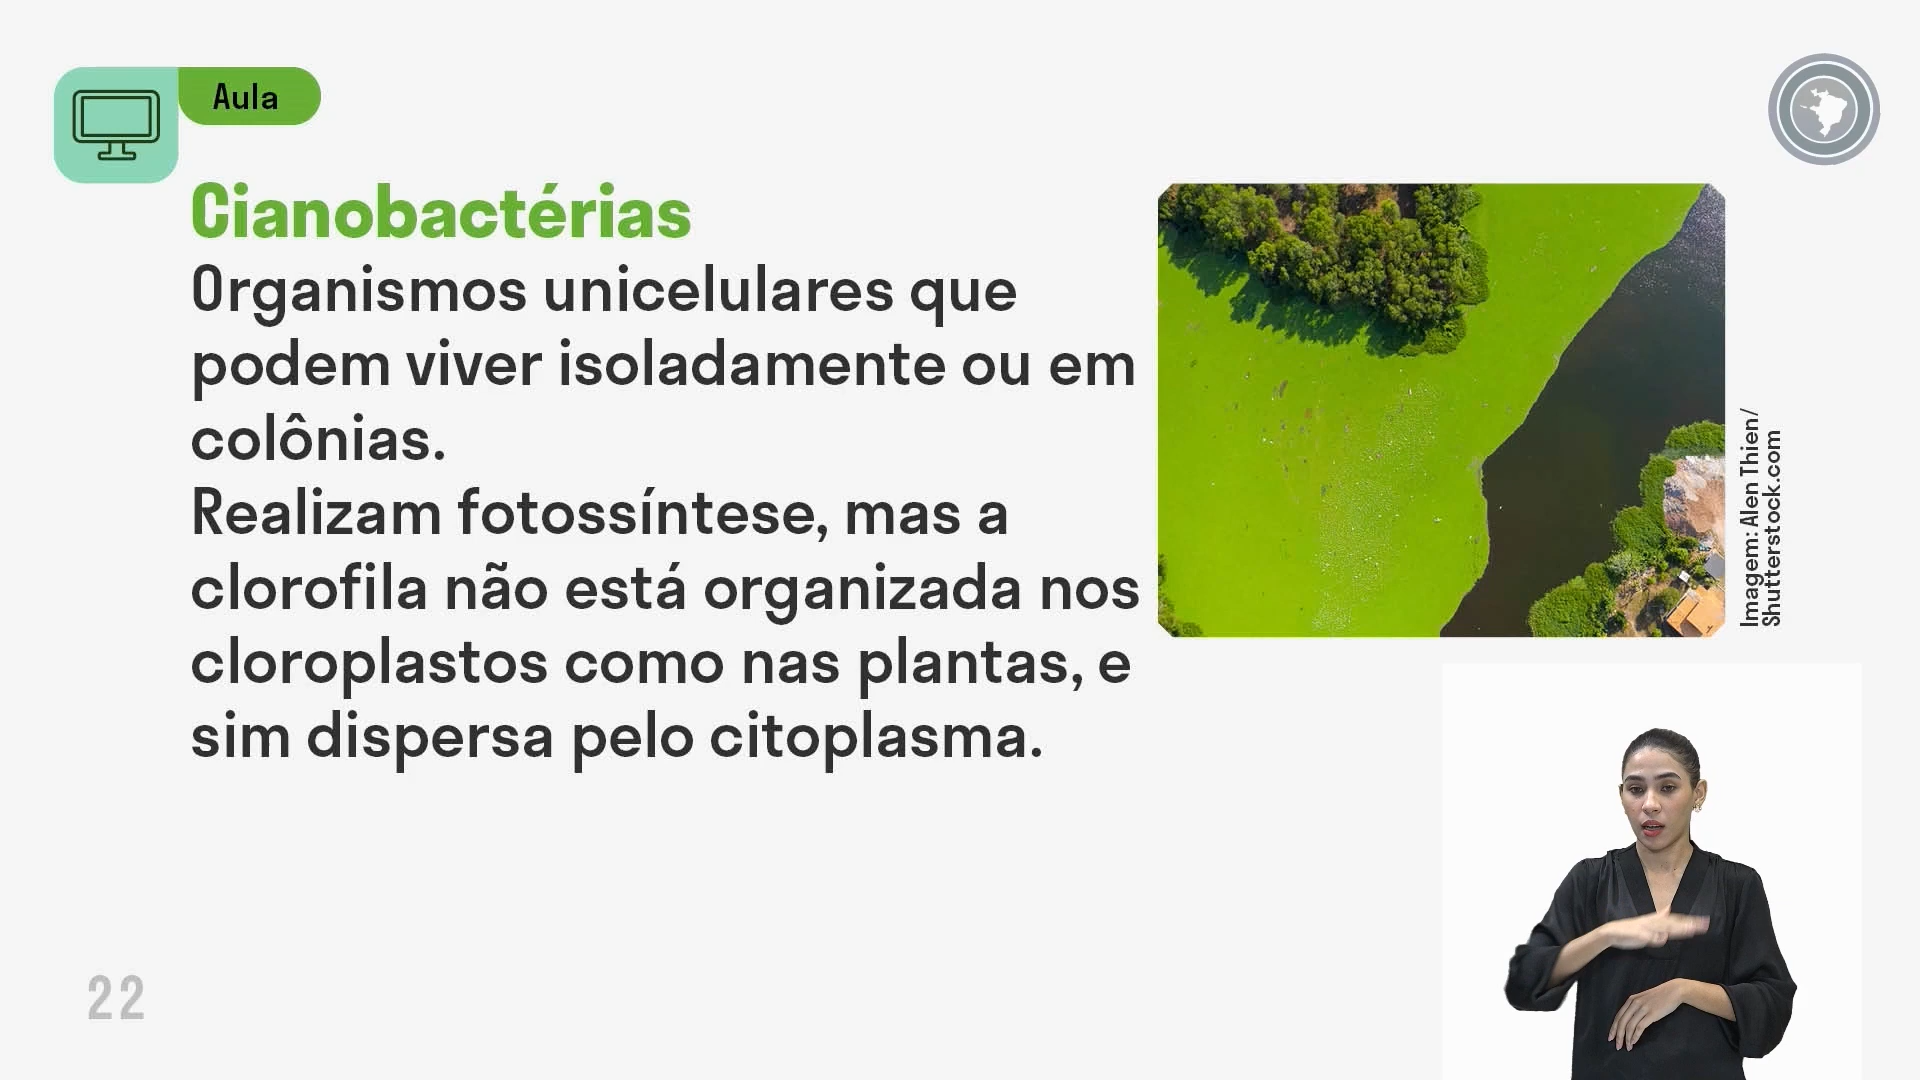 Aula
Cianobactérias
Organismos unicelulares que
podem viver isoladamente ou em
colônias.
Realizam fotossíntese, mas a
clorofila não está organizada nos
cloroplastos como nas plantas, e
sim dispersa pelo citoplasma.
Imagem: Alen Thien/
Shutterstock.com
22